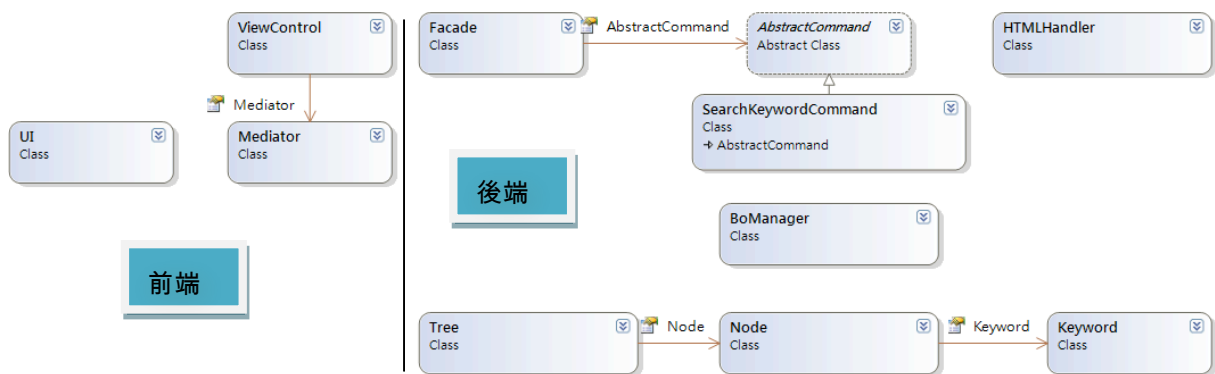 ViewControl
Class
Mediator
UI
Class
Mediator
Class
前端
Facade
Class
AbstractCommand
AbstractCommand
Abstract Class
HTMLHandler
Class
SearchKeywordCommand
Class
AbstractCommand
後端
BoManager
Class
Tree
Class
Node
Node
Class
Keyword
Keyword
Class